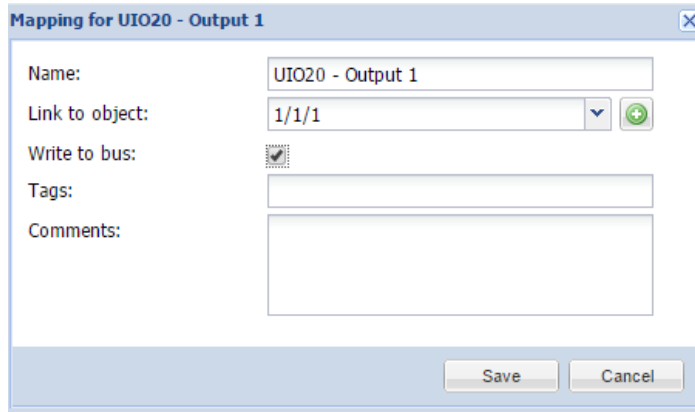 Mapping for UIO20 - Output 1
Name: UIO20 - Output 1
Link to object: 1/1/1
Write to bus:
Tags:
Comments:
Save Cancel